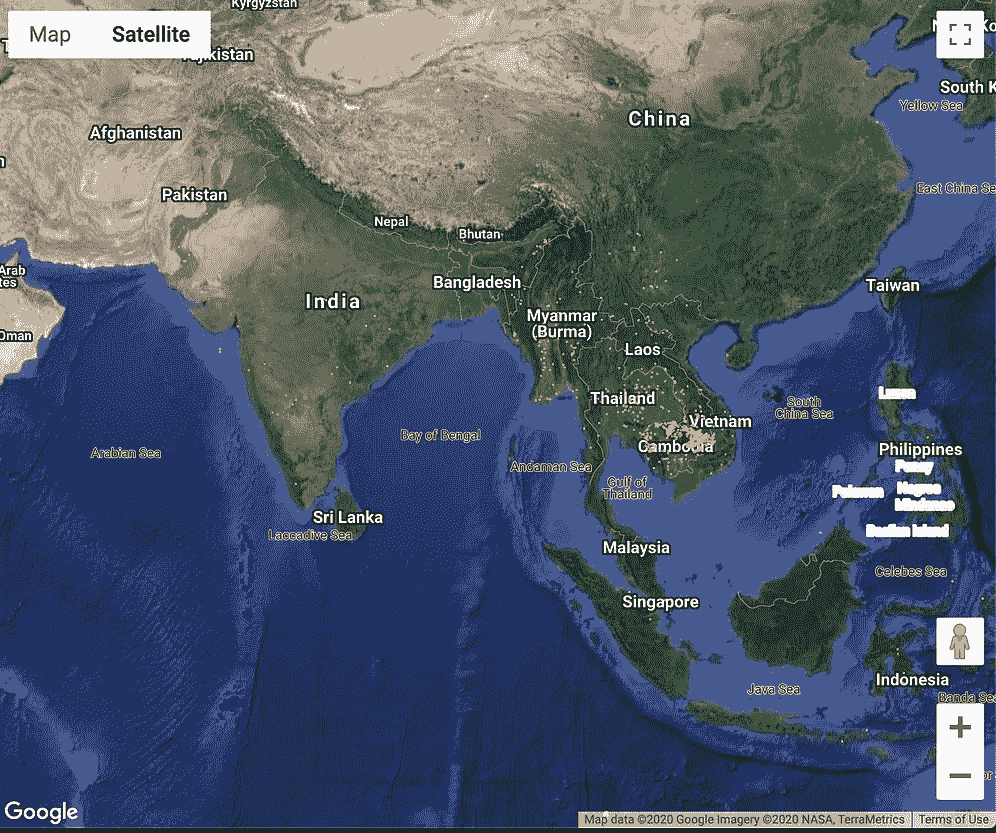 Kyrgyzstan
Map
Satellite
Tajikistan
South K
Yellow Sea
China
Afghanistan
Pakistan
East China Se
Nepal
Bhutan
Arab
tes
Bangladesh
Taiwan
India
Myanmar
(Burma)
Oman
Laos
Thailand
Luzon
South
China Sea
Vietnam
Bay of Bengal
Cambodia
Philippines
Arabian Sea
Andaman Sea
Panay
Gulf of
Thailand
Palawan
Negros
Mindanao
Sri Lanka
Laccadive Sea
Basilan Island
Malaysia
Celebes Sea
Singapore
Indonesia
Java Sea
Banda Sea
or
Google
Map data ©2020 Google Imagery ©2020 NASA, TerraMetrics
Terms of Use